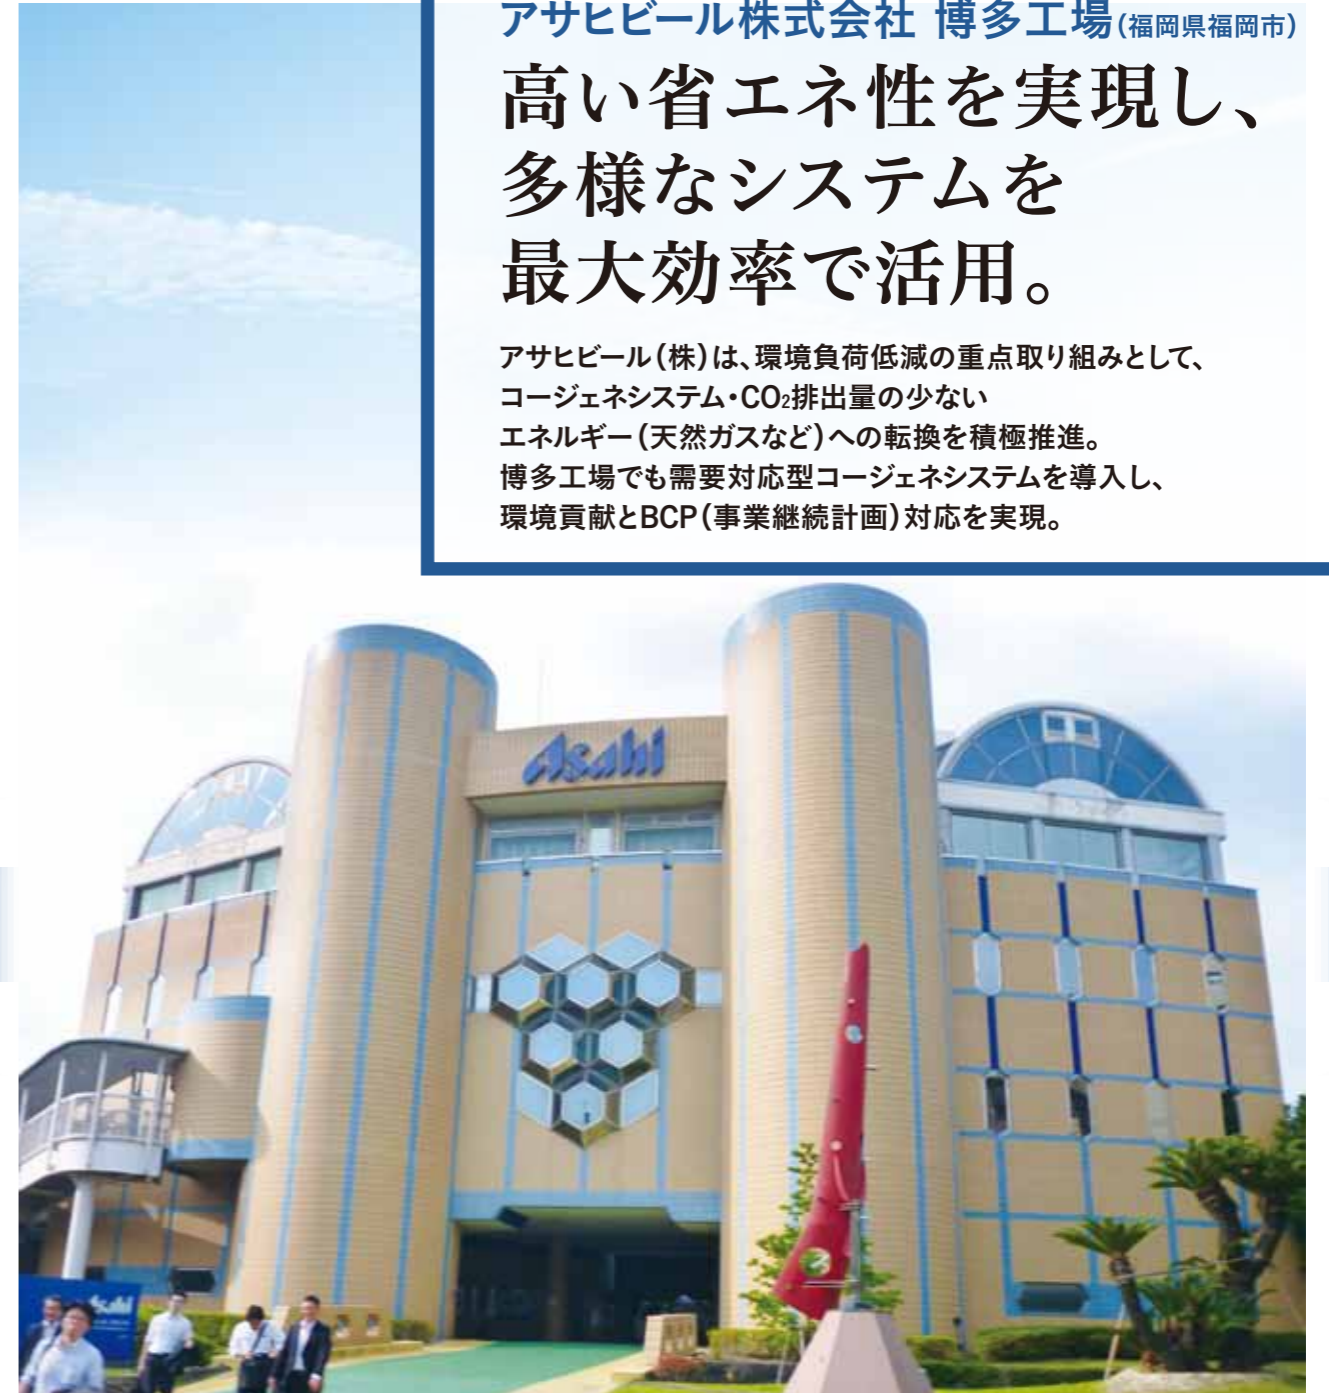 アサヒビール株式会社 博多工場(福岡県福岡市)
高い省エネ性を実現し、
多様なシステムを
最大効率で活用。
アサヒビール(株)は、環境負荷低減の重点取り組みとして、
コージェネシステム・CO₂排出量の少ない
エネルギー(天然ガスなど)への転換を積極推進。
博多工場でも需要対応型コージェネシステムを導入し、
環境貢献とBCP(事業継続計画)対応を実現。
Asahi
Asahi